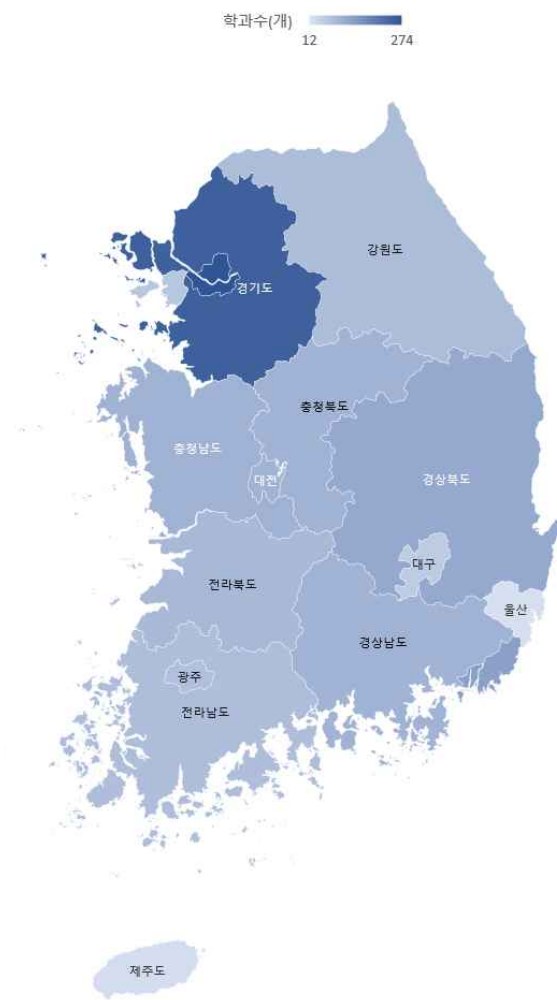 학과수(개)
12 274
강원도
경기도
충청북도
충청남도
대전
경상북도
대구
전라북도
울산
경상남도
광주
전라남도
제주도